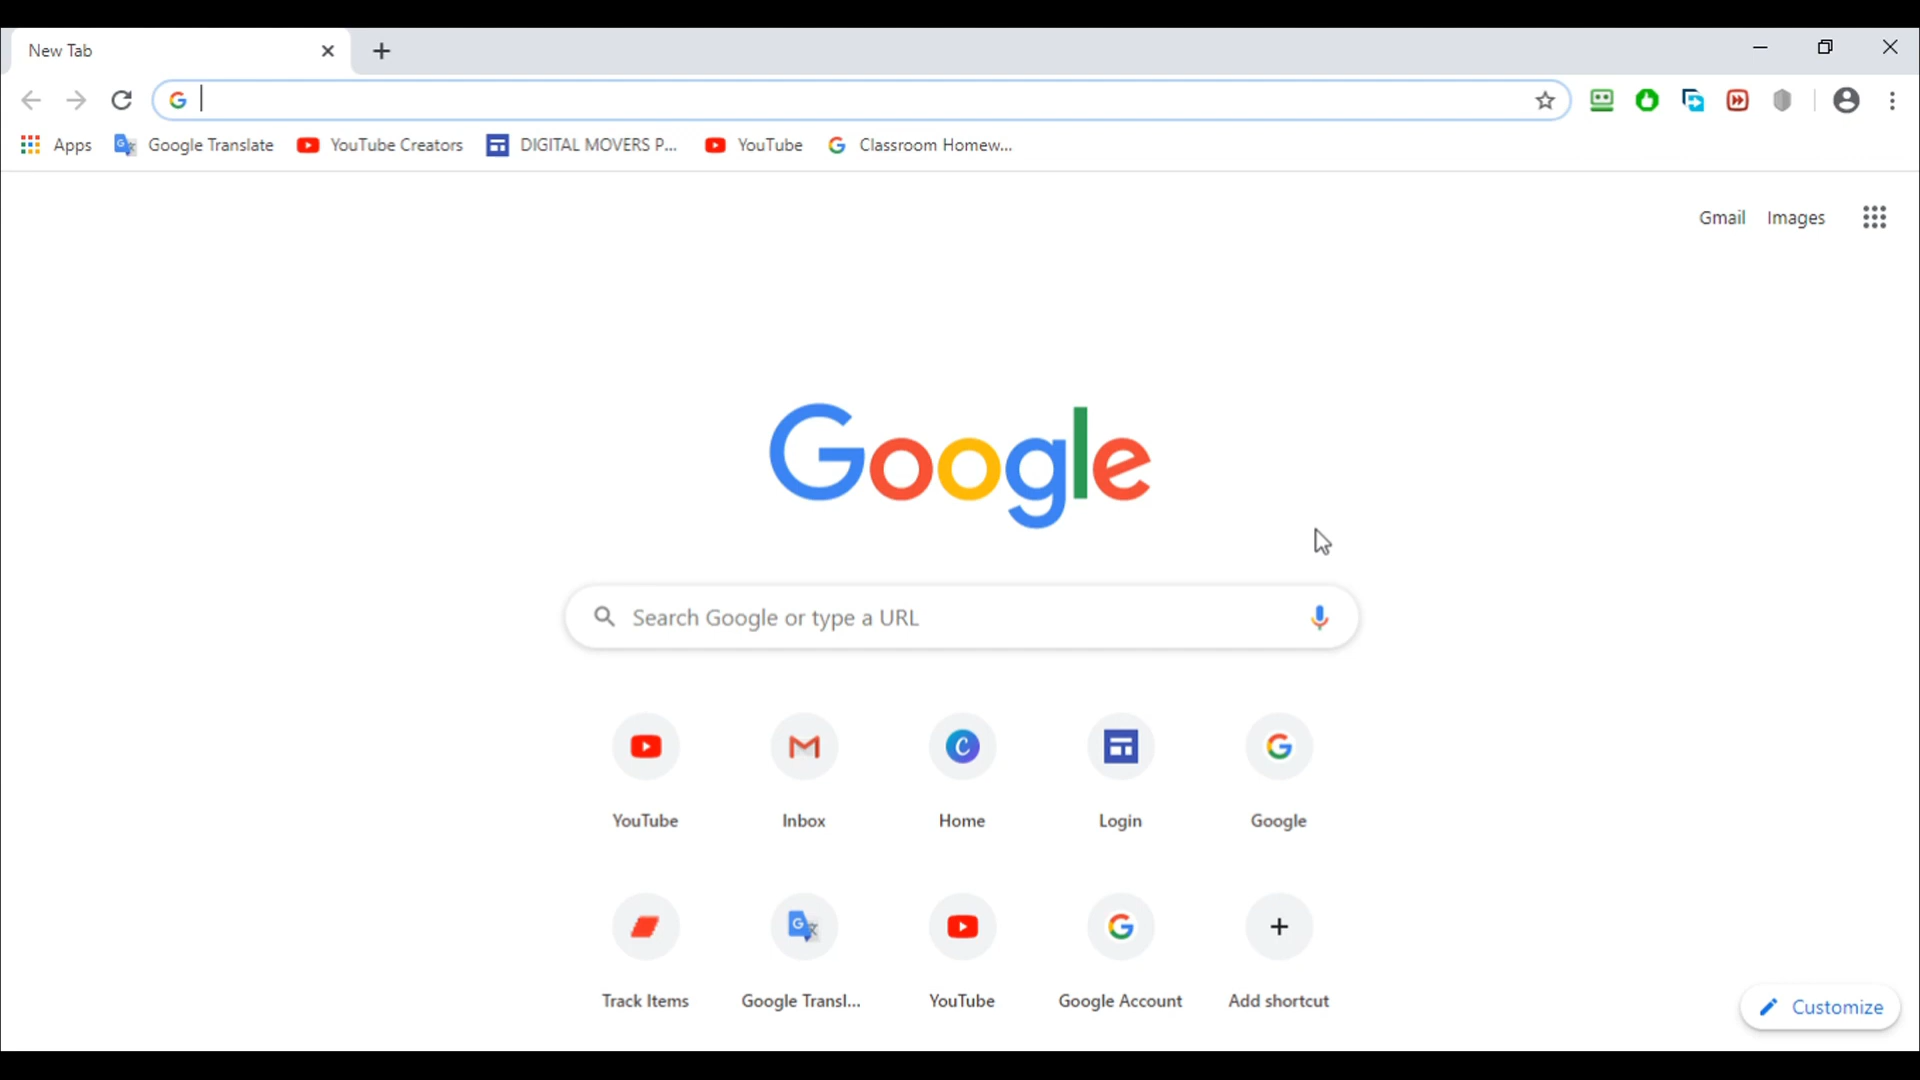 New Tab
Apps Google Translate YouTube Creators DIGITAL MOVERS P... YouTube Classroom Homew...
Gmail Images
Google
Search Google or type a URL
YouTube Inbox Home Login Google
Track Items Google Transl... YouTube Google Account Add shortcut
Customize